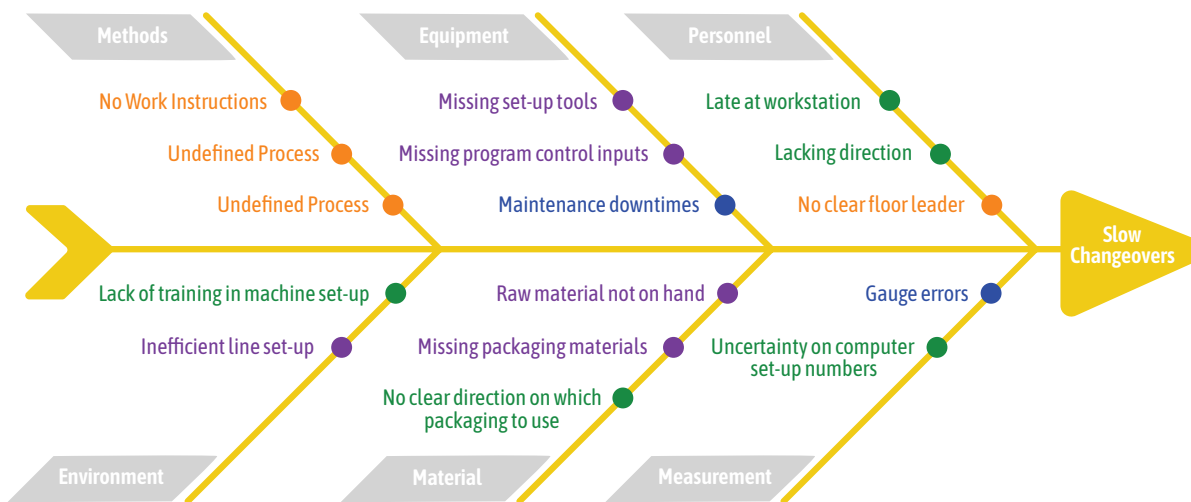 Methods
Equipment
Personnel
No Work Instructions
Missing set-up tools
Late at workstation
Undefined Process
Missing program control inputs
Lacking direction
Undefined Process
Maintenance downtimes
No clear floor leader
Slow
Changeovers
Lack of training in machine set-up
Raw material not on hand
Gauge errors
Inefficient line set-up
Missing packaging materials
Uncertainty on computer
set-up numbers
No clear direction on which
packaging to use
Environment
Material
Measurement